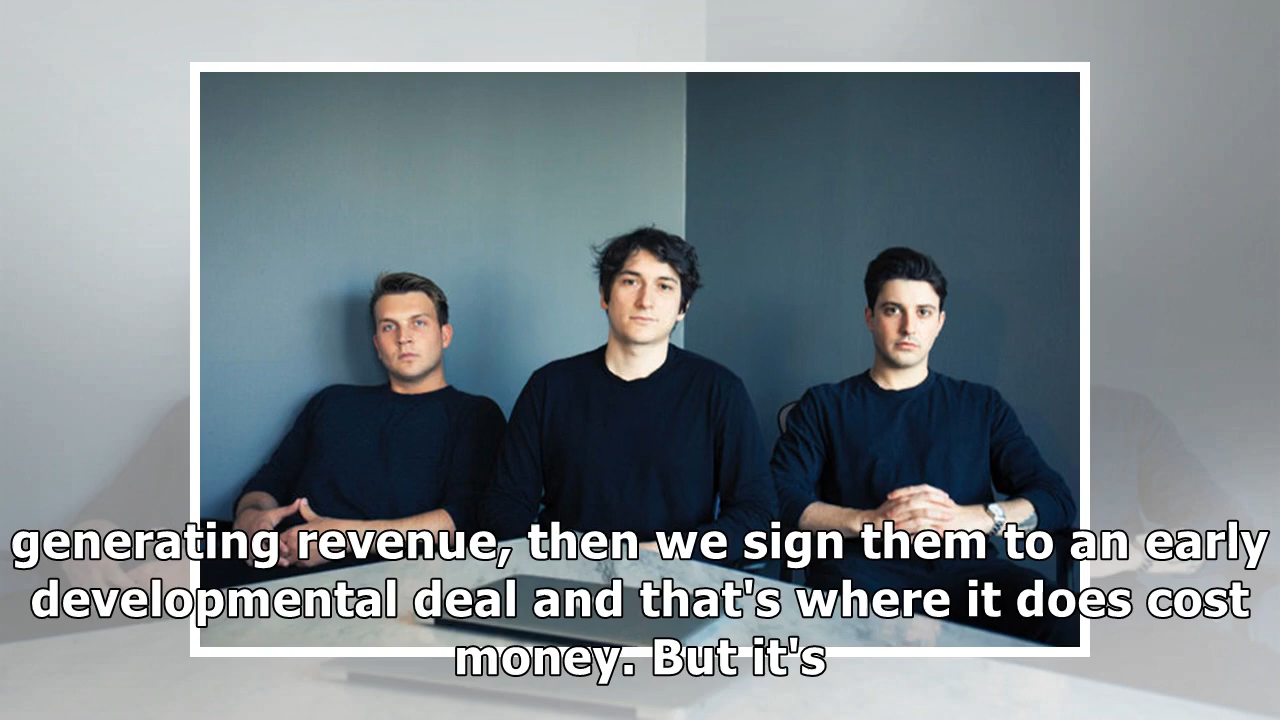 generating revenue, then we sign them to an early
developmental deal and that's where it does cost
money. But it's